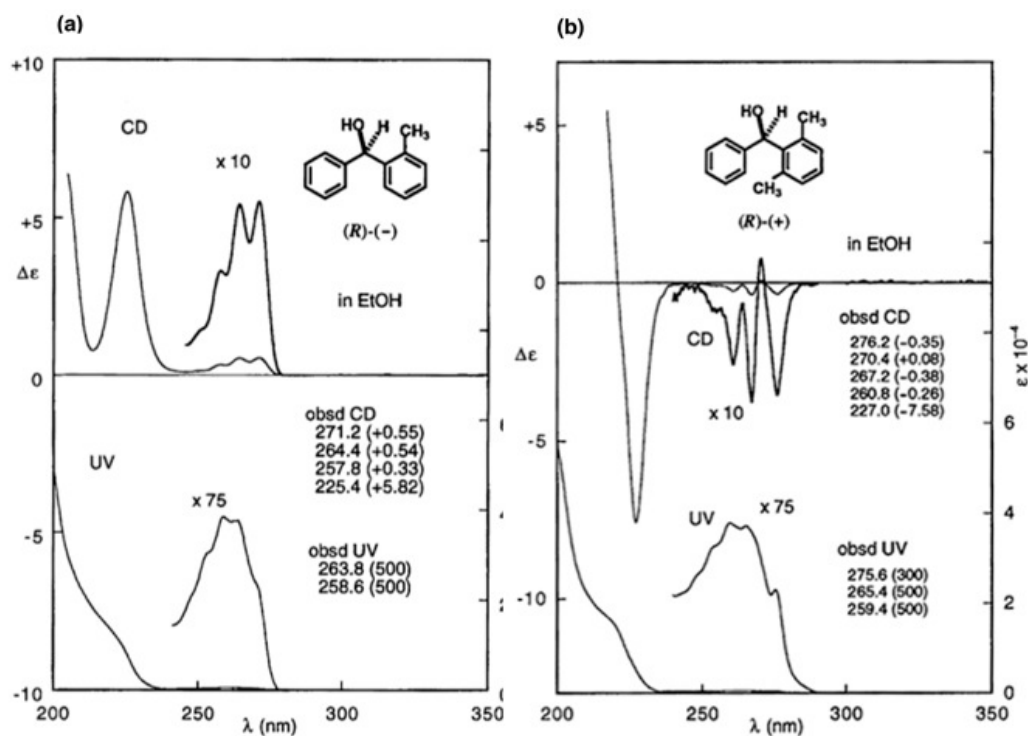 (a)
+10
CD
HO
H
CH3
x 10
+5
(R)-(−)
Δε
in EtOH
0
obsd CD
271.2 (+0.55)
264.4 (+0.54)
257.8 (+0.33)
225.4 (+5.82)
6
UV
x 75
-5
4
obsd UV
263.8 (500)
258.6 (500)
2
-10
0
200
250
300
350
λ (nm)
(b)
+5
HO
H
CH3
CH3
(R)-(+)
in EtOH
0
obsd CD
276.2 (−0.35)
270.4 (+0.08)
267.2 (−0.38)
260.8 (−0.26)
227.0 (−7.58)
CD
8
Δε
ε x 10⁻⁴
x 10
6
-5
x 75
4
UV
obsd UV
275.6 (300)
265.4 (500)
259.4 (500)
-10
2
0
200
250
300
350
λ (nm)